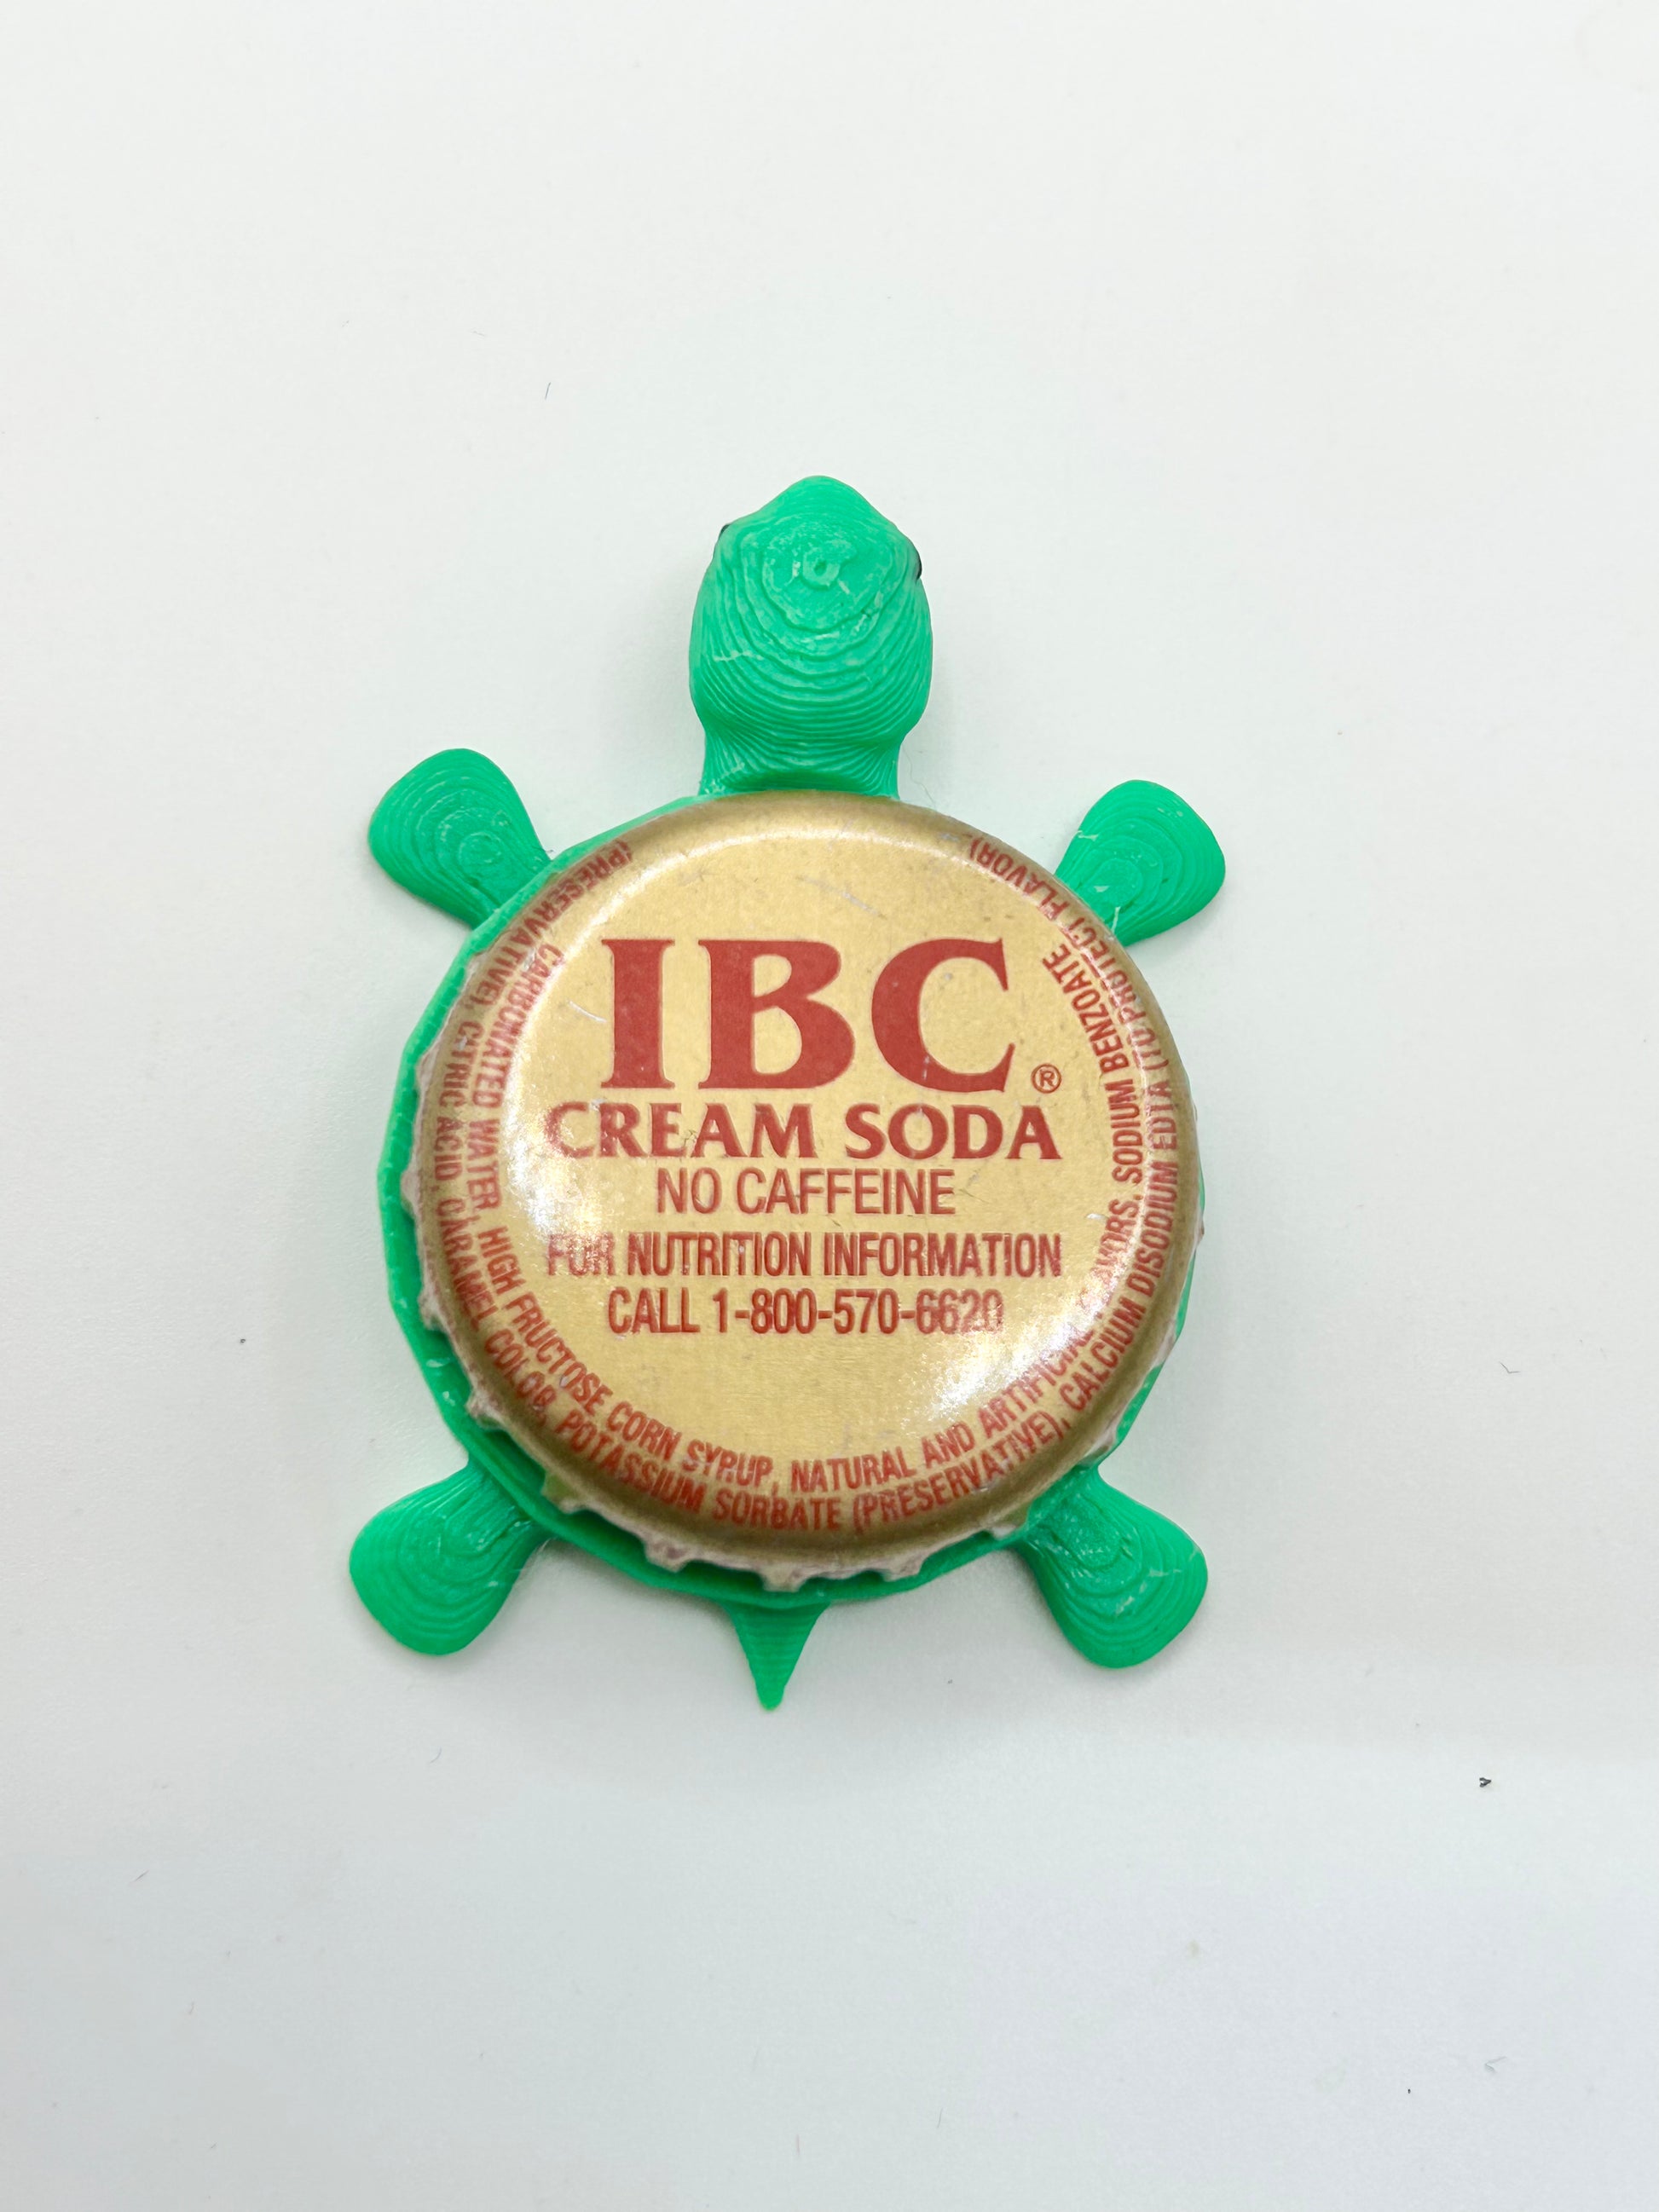 IBC®
CREAM SODA
NO CAFFEINE
FOR NUTRITION INFORMATION
CALL 1-800-570-6620
CARBONATED WATER, HIGH FRUCTOSE CORN SYRUP, NATURAL AND ARTIFICIAL FLAVORS, SODIUM BENZOATE
(PRESERVATIVE), CITRIC ACID, CARAMEL COLOR, POTASSIUM SORBATE (PRESERVATIVE), CALCIUM DISODIUM EDTA (TO PROTECT FLAVOR)